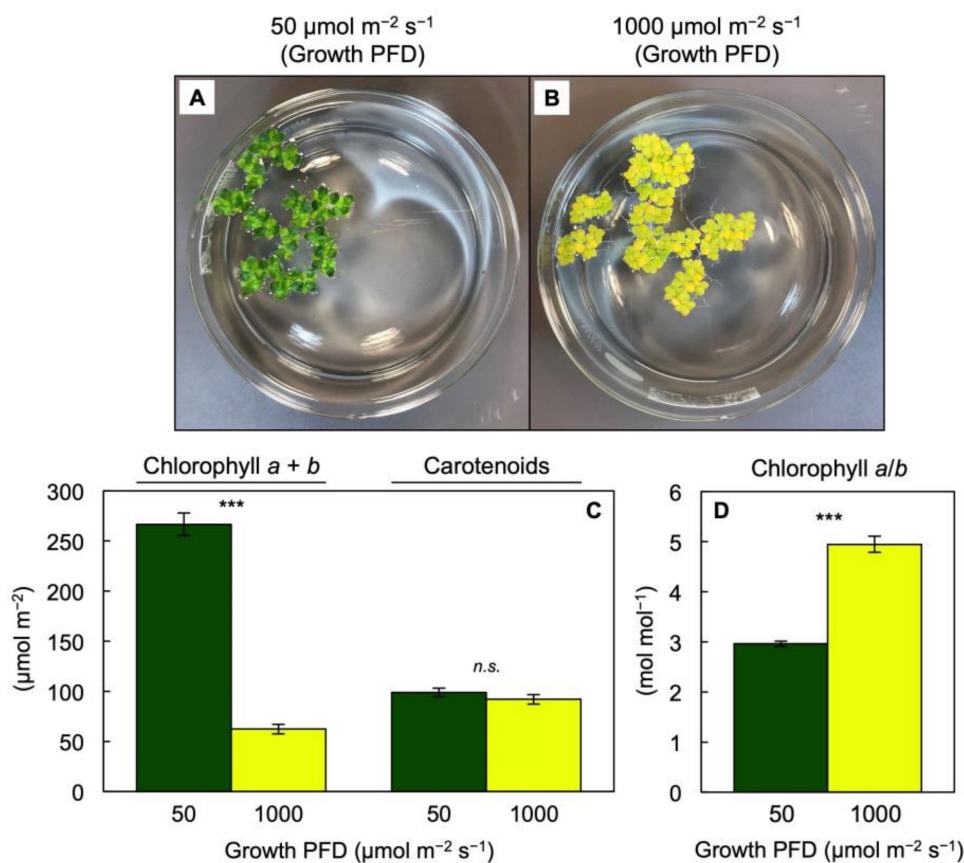 50 µmol m⁻² s⁻¹
(Growth PFD)
1000 µmol m⁻² s⁻¹
(Growth PFD)
A
B
Chlorophyll a + b
Carotenoids
Chlorophyll a/b
C
D
300
250
200
150
100
50
0
(µmol m⁻²)
***
n.s.
50
1000
50
1000
Growth PFD (µmol m⁻² s⁻¹)
6
5
4
3
2
1
0
(mol mol⁻¹)
***
50
1000
Growth PFD (µmol m⁻² s⁻¹)